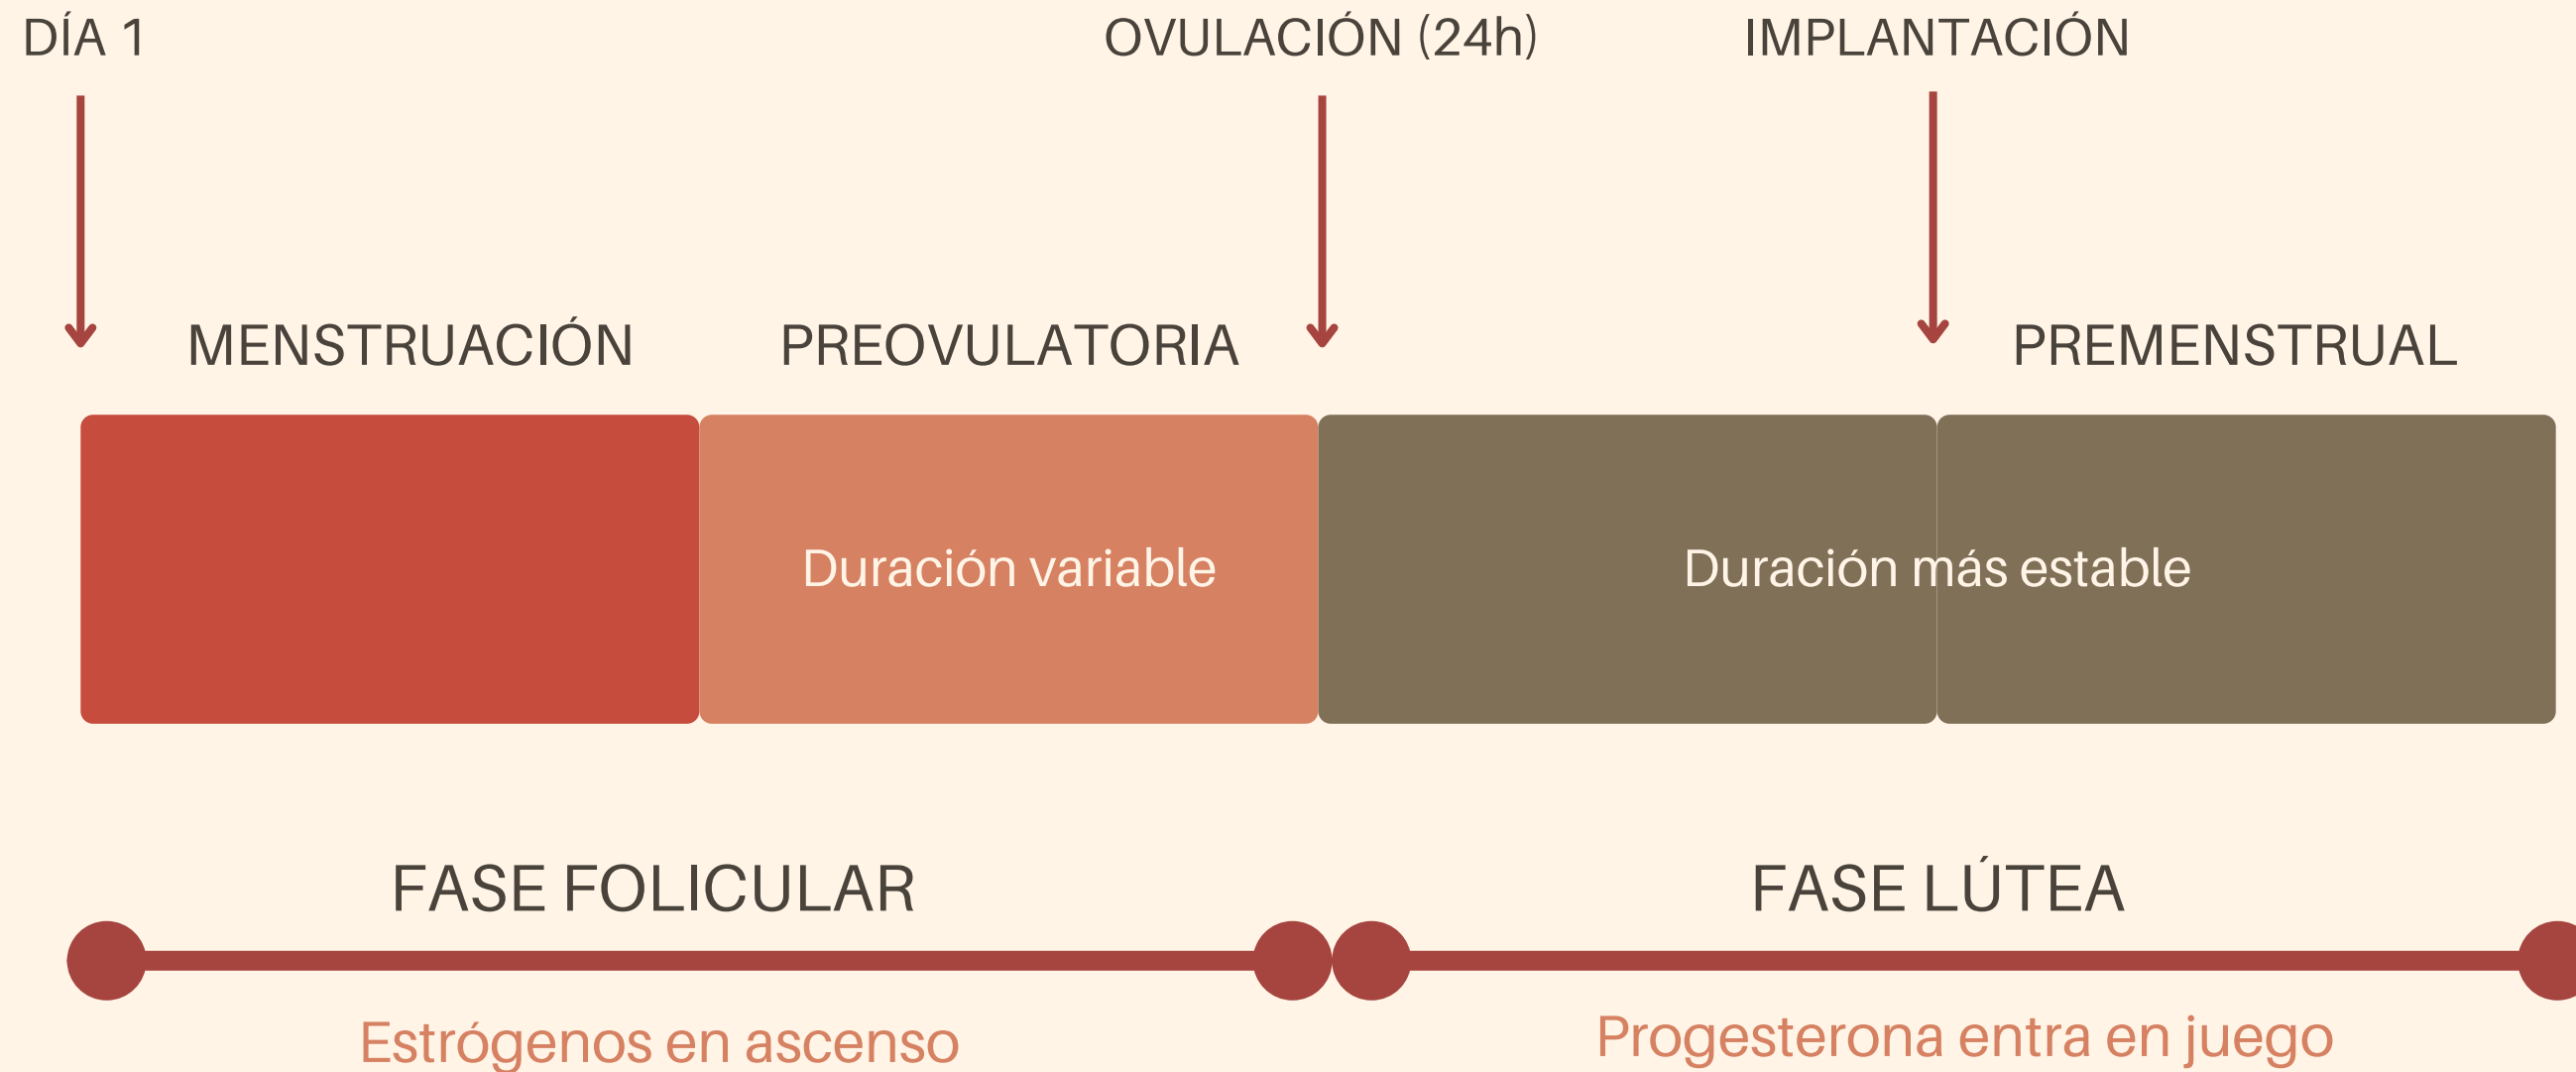 DÍA 1
OVULACIÓN (24h)
IMPLANTACIÓN
MENSTRUACIÓN
PREOVULATORIA
PREMENSTRUAL
Duración variable
Duración más estable
FASE FOLICULAR
FASE LÚTEA
Estrógenos en ascenso
Progesterona entra en juego